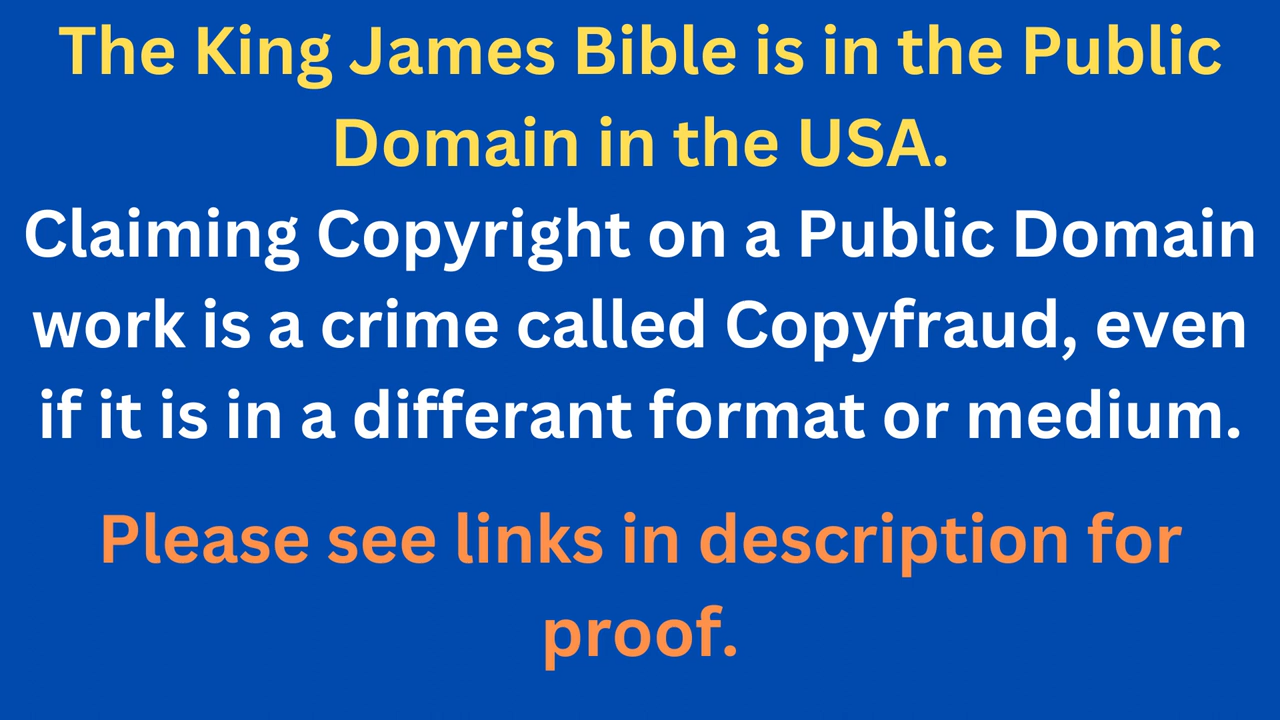 The King James Bible is in the Public
Domain in the USA.
Claiming Copyright on a Public Domain
work is a crime called Copyfraud, even
if it is in a differant format or medium.
Please see links in description for
proof.